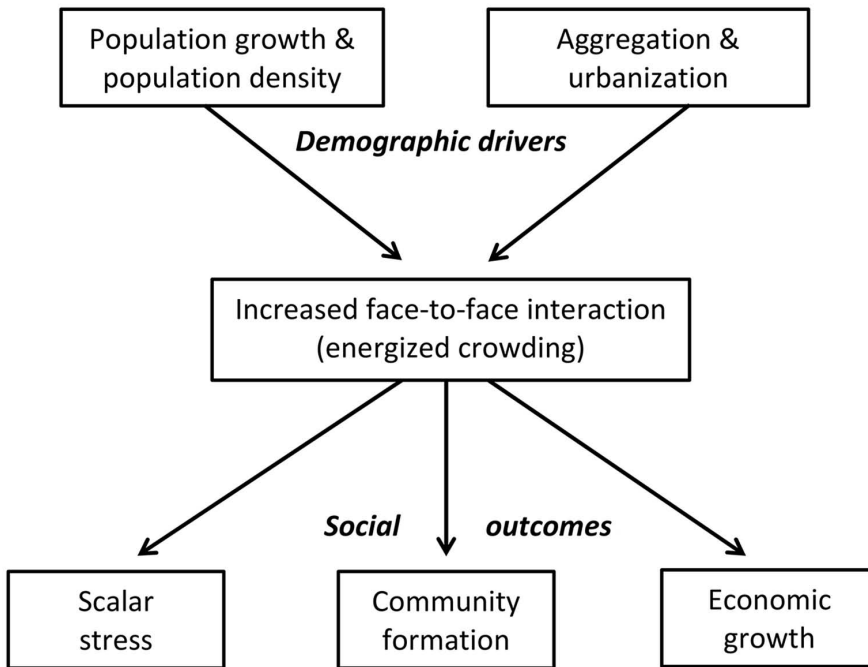 Population growth &
population density
Aggregation &
urbanization
Demographic drivers
Increased face-to-face interaction
(energized crowding)
Social outcomes
Scalar
stress
Community
formation
Economic
growth